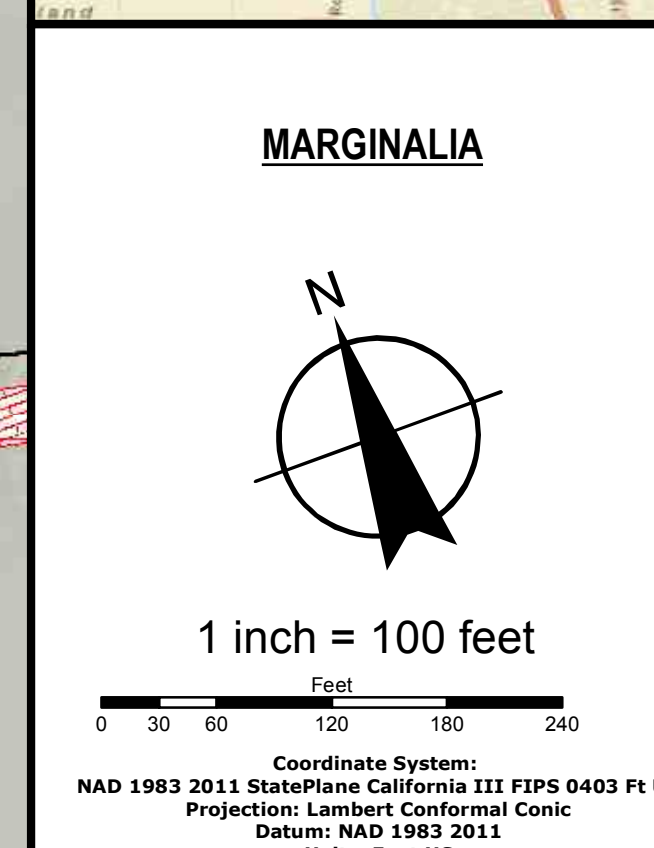 land
MARGINALIA
N
1 inch = 100 feet
Feet
0 30 60 120 180 240
Coordinate System:
NAD 1983 2011 StatePlane California III FIPS 0403 Ft
Projection: Lambert Conformal Conic
Datum: NAD 1983 2011